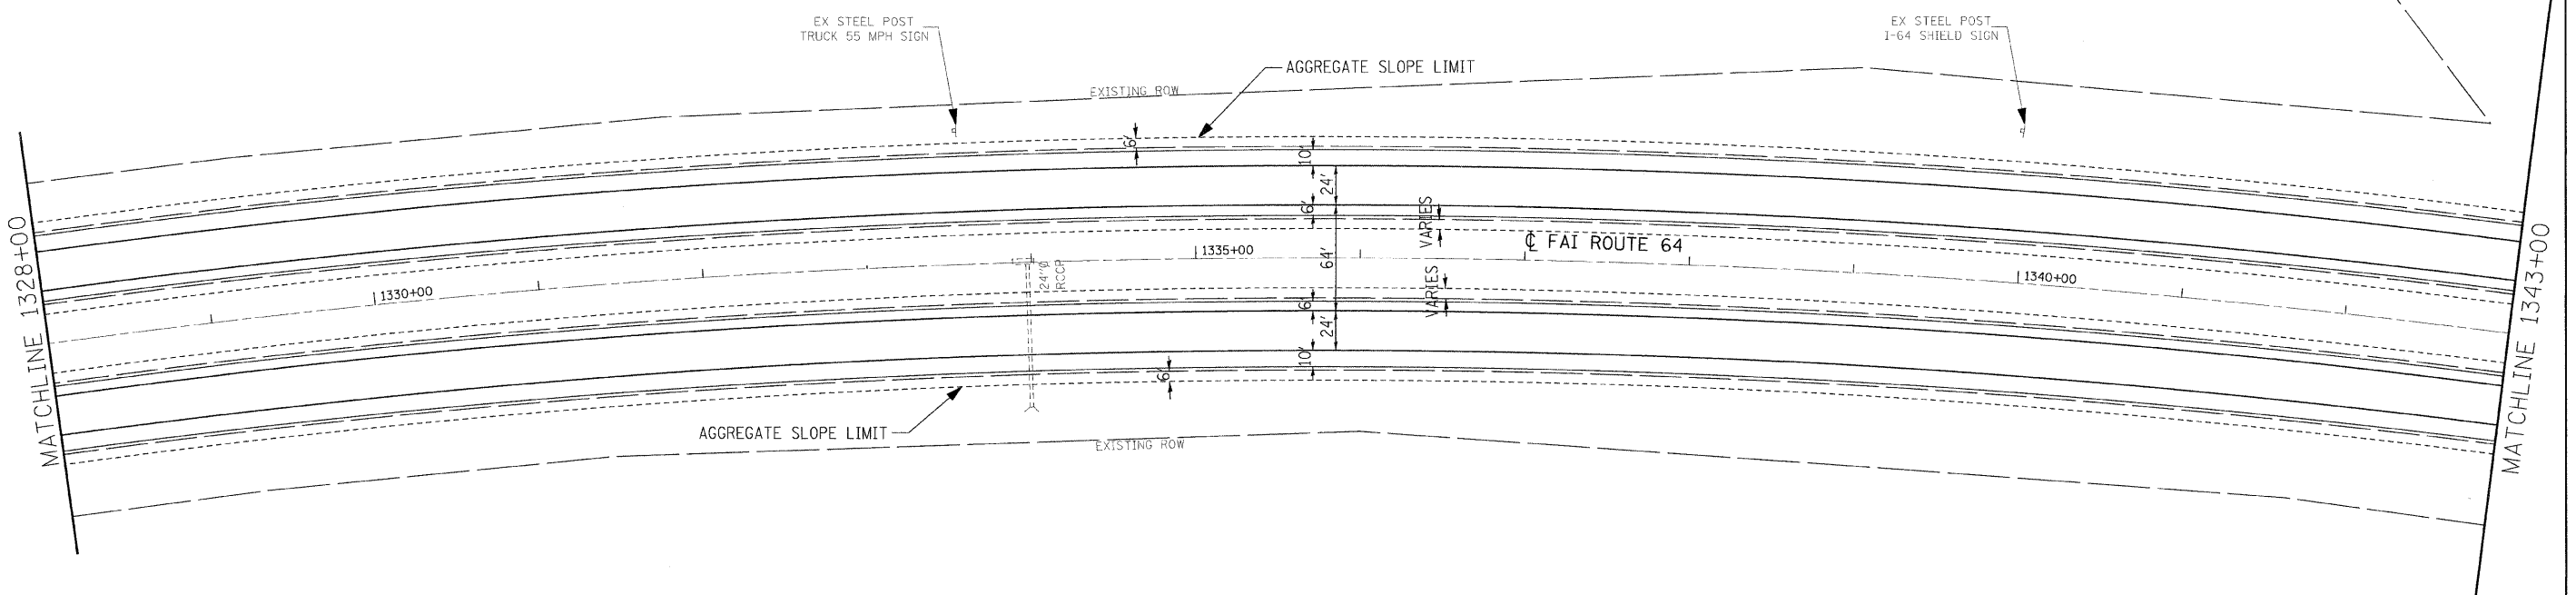 EX STEEL POST
TRUCK 55 MPH SIGN
EX STEEL POST
I-64 SHIELD SIGN
AGGREGATE SLOPE LIMIT
EXISTING ROW
6'
10'
24'
6'
VARIES
℄ FAI ROUTE 64
MATCHLINE 1328+00
1330+00
24"Ø
RCCP
1335+00
64'
1340+00
MATCHLINE 1343+00
VARIES
6'
24'
10'
6'
AGGREGATE SLOPE LIMIT
EXISTING ROW